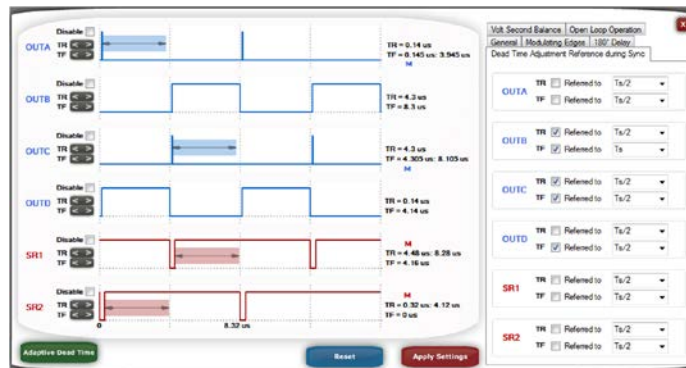 Disable
OUTA TR < >
TF < >
TR = 0.14 us
TF = 0.145 us: 3.945 us
M
Disable
OUTB TR < >
TF < >
TR = 4.3 us
TF = 8.3 us
Disable
OUTC TR < >
TF < >
TR = 4.3 us
TF = 4.305 us: 8.105 us
M
Disable
OUTD TR < >
TF < >
TR = 0.14 us
TF = 4.14 us
Disable
SR1 TR < >
TF < >
M
TR = 4.48 us: 8.28 us
TF = 4.16 us
Disable
SR2 TR < >
TF < >
M
TR = 0.32 us: 4.12 us
TF = 0 us
0 8.32 us
Adaptive Dead Time Reset Apply Settings
X
Volt Second Balance Open Loop Operation
General Modulating Edges 180° Delay
Dead Time Adjustment Reference during Sync
OUTA TR Referred to Ts/2
TF Referred to Ts/2
OUTB TR Referred to Ts/2
TF Referred to Ts
OUTC TR Referred to Ts/2
TF Referred to Ts/2
OUTD TR Referred to Ts/2
TF Referred to Ts/2
SR1 TR Referred to Ts/2
TF Referred to Ts/2
SR2 TR Referred to Ts/2
TF Referred to Ts/2